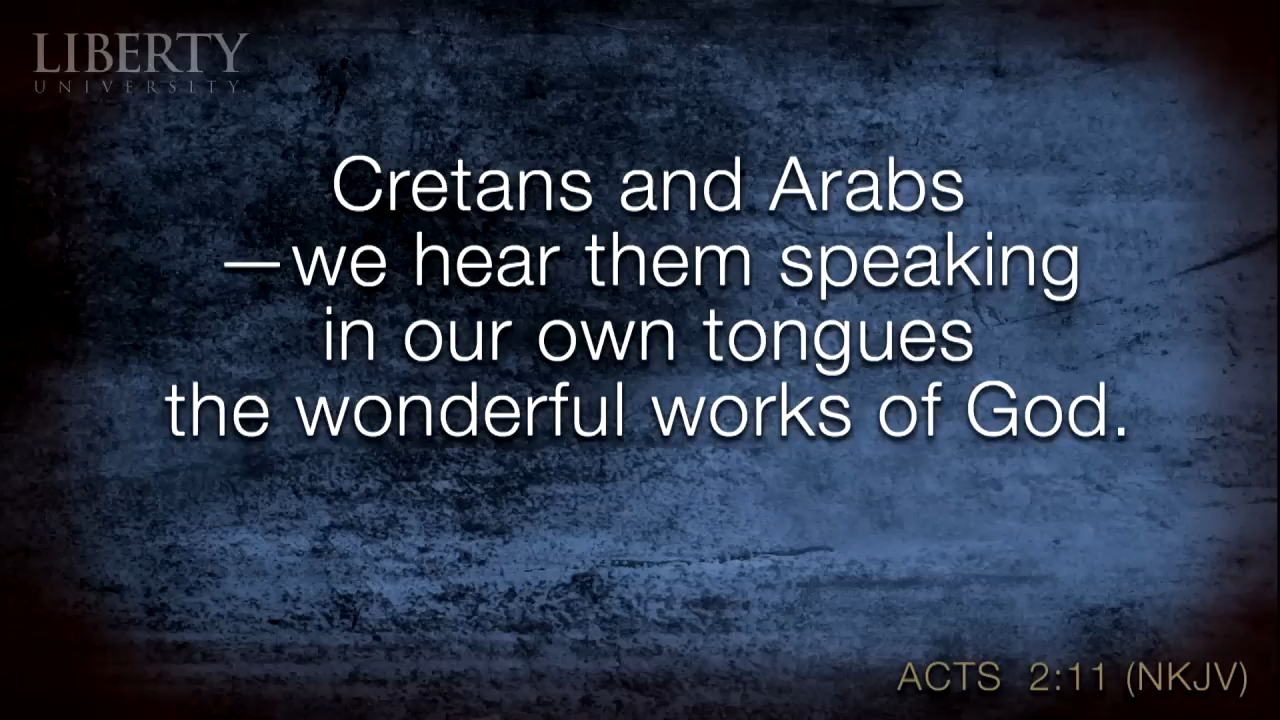 LIBERTY
UNIVERSITY.
Cretans and Arabs
—we hear them speaking
in our own tongues
the wonderful works of God.
ACTS 2:11 (NKJV)